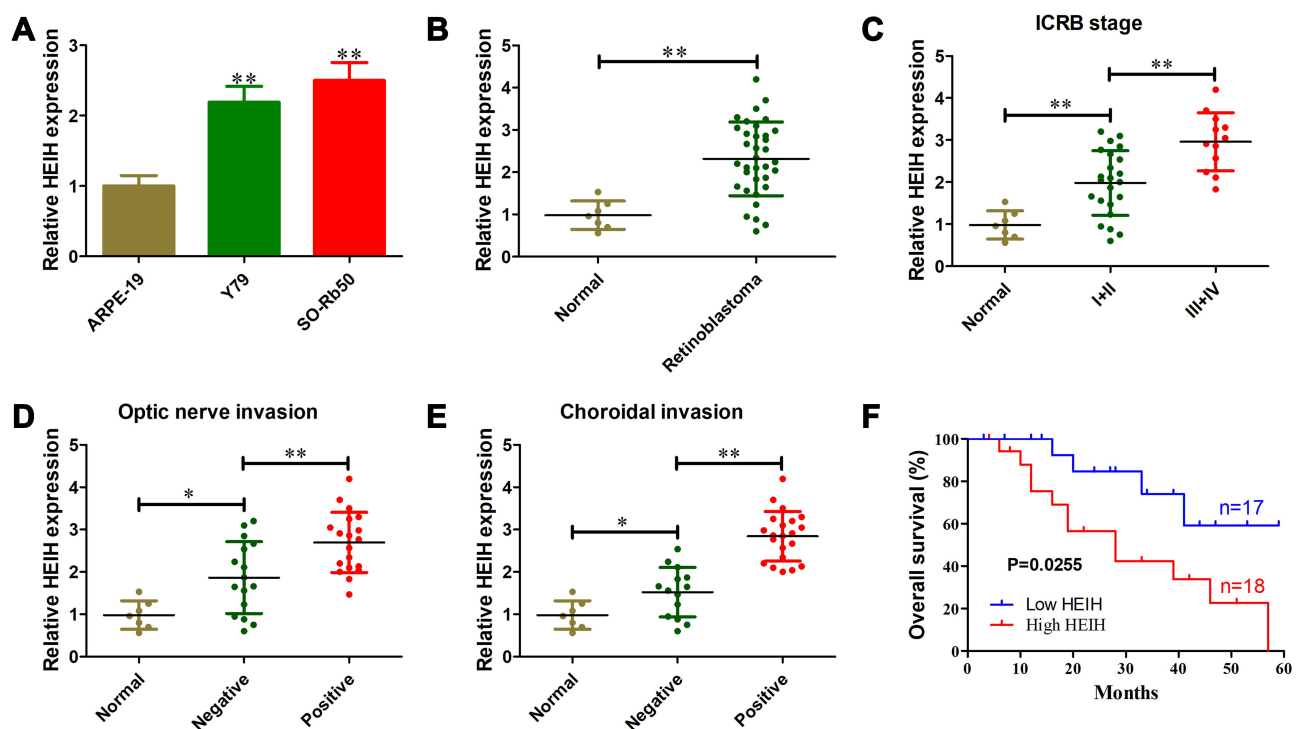 A
Relative HEIH expression
3
2
1
0
**
**
ARPE-19
Y79
SO-Rb50
B
Relative HEIH expression
5
4
3
2
1
0
**
Normal
Retinoblastoma
C
ICRB stage
Relative HEIH expression
5
4
3
2
1
0
**
**
Normal
I+II
III+IV
D
Optic nerve invasion
Relative HEIH expression
5
4
3
2
1
0
*
**
Normal
Negative
Positive
E
Choroidal invasion
Relative HEIH expression
5
4
3
2
1
0
*
**
Normal
Negative
Positive
F
Overall survival (%)
100
80
60
40
20
0
n=17
P=0.0255
n=18
Low HEIH
High HEIH
0 10 20 30 40 50 60
Months